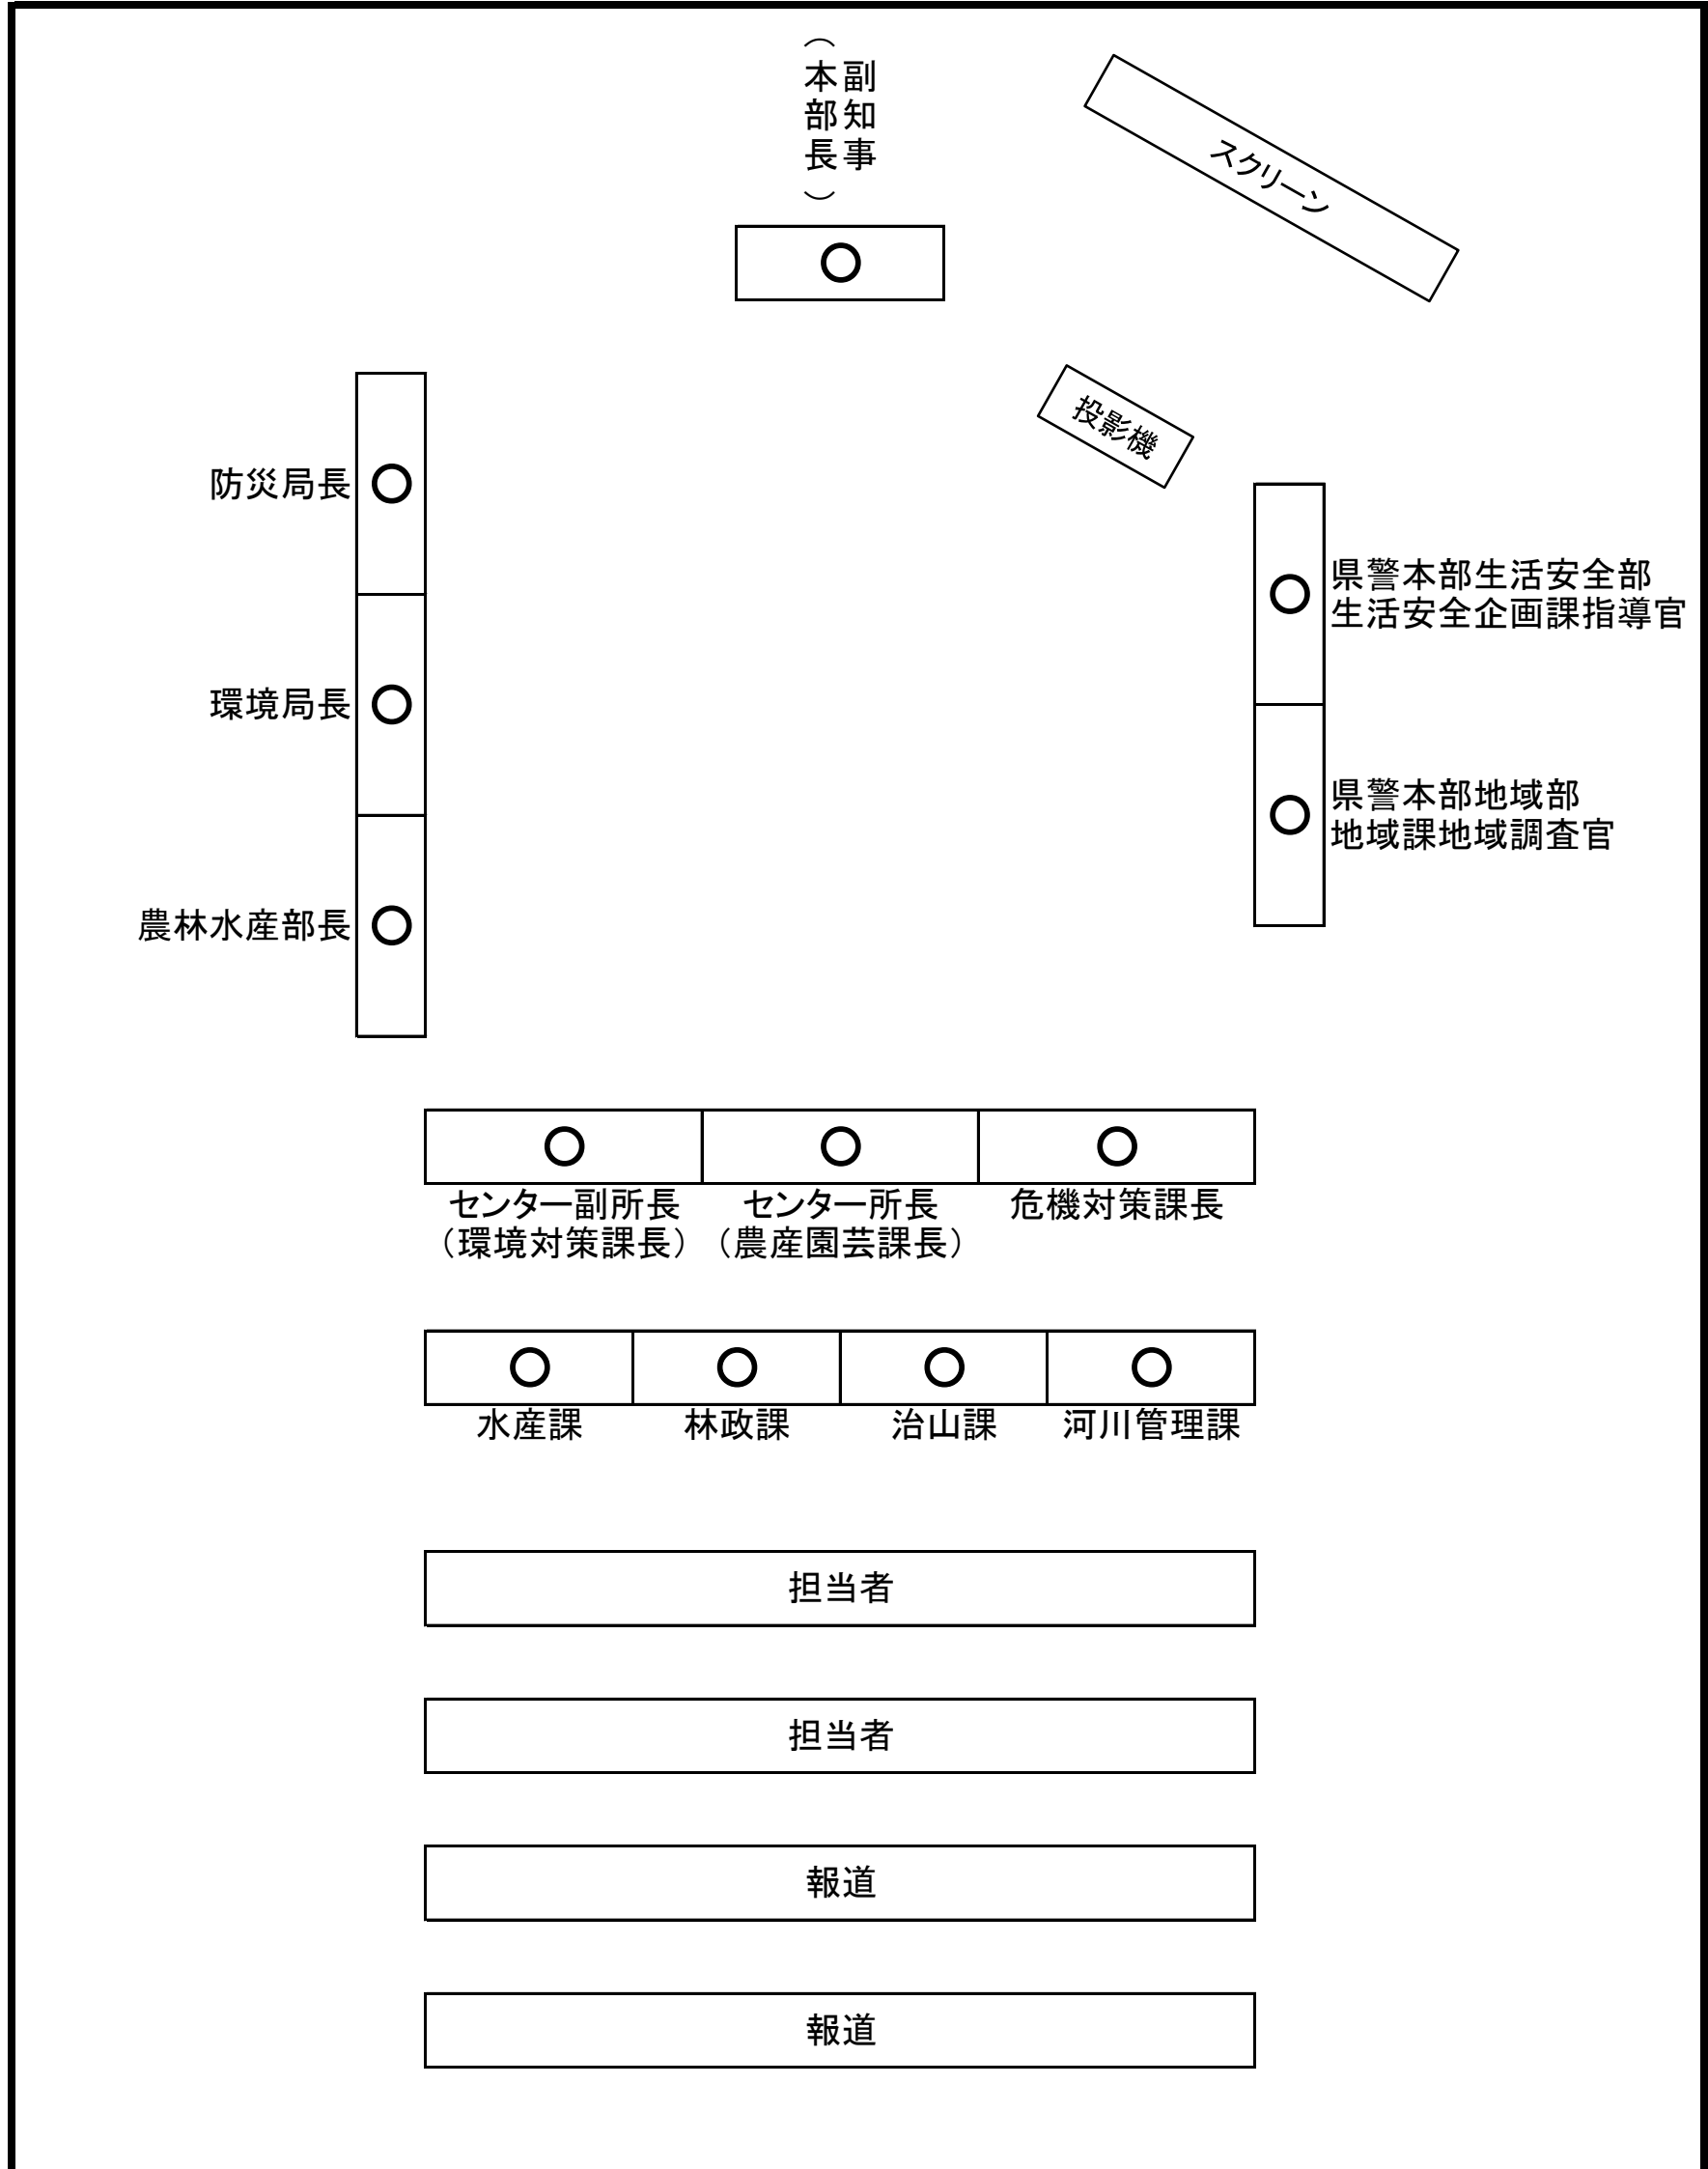 副知事
（本部長）
スクリーン
投影機
防災局長
県警本部生活安全部
生活安全企画課指導官
環境局長
県警本部地域部
地域課地域調査官
農林水産部長
センター副所長
（環境対策課長）
センター所長
（農産園芸課長）
危機対策課長
水産課
林政課
治山課
河川管理課
担当者
担当者
報道
報道